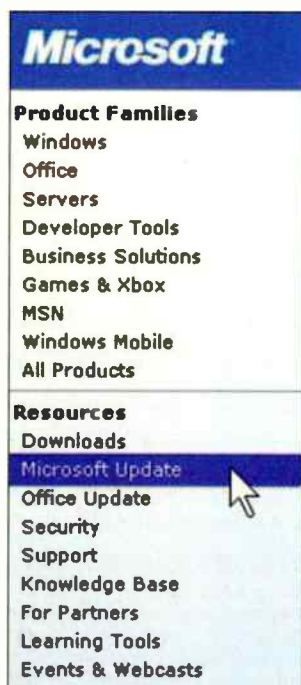 Microsoft
Product Families
Windows
Office
Servers
Developer Tools
Business Solutions
Games & Xbox
MSN
Windows Mobile
All Products
Resources
Downloads
Microsoft Update
Office Update
Security
Support
Knowledge Base
For Partners
Learning Tools
Events & Webcasts